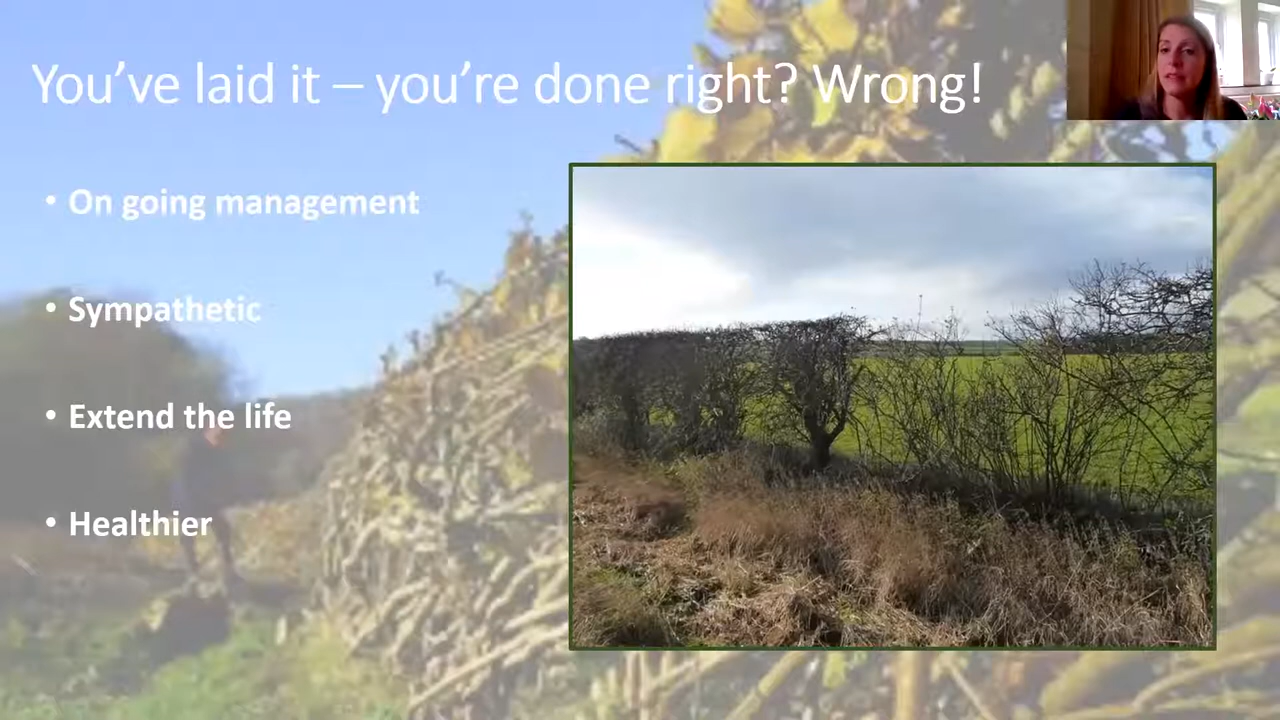 You've laid it – you're done right? Wrong!
• On going management
• Sympathetic
• Extend the life
• Healthier